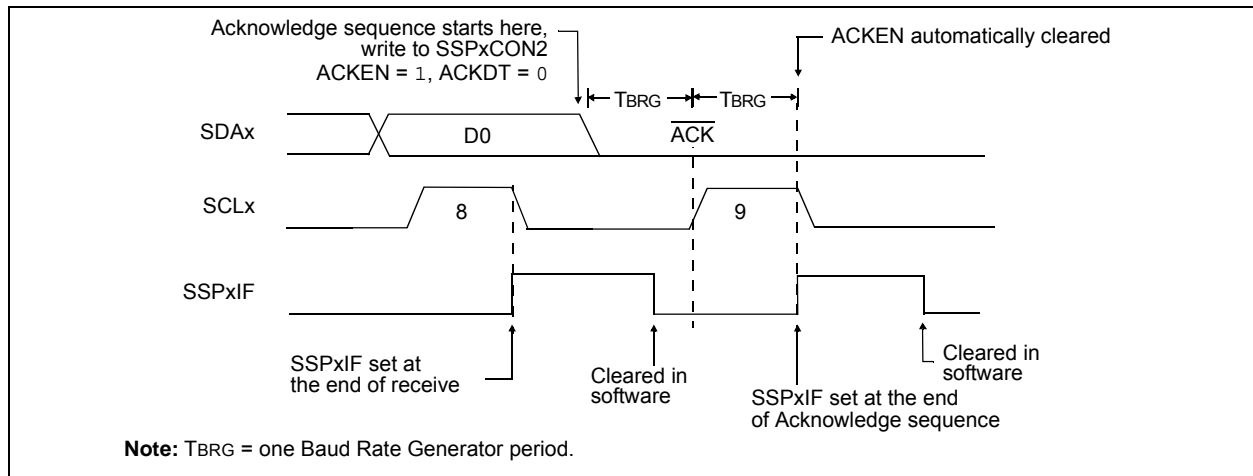 Acknowledge sequence starts here,
write to SSPxCON2
ACKEN = 1, ACKDT = 0
ACKEN automatically cleared
TBRG
TBRG
SDAx
D0
ACK
SCLx
8
9
SSPxIF
SSPxIF set at
the end of receive
Cleared in
software
SSPxIF set at the end
of Acknowledge sequence
Cleared in
software
Note: TBRG = one Baud Rate Generator period.